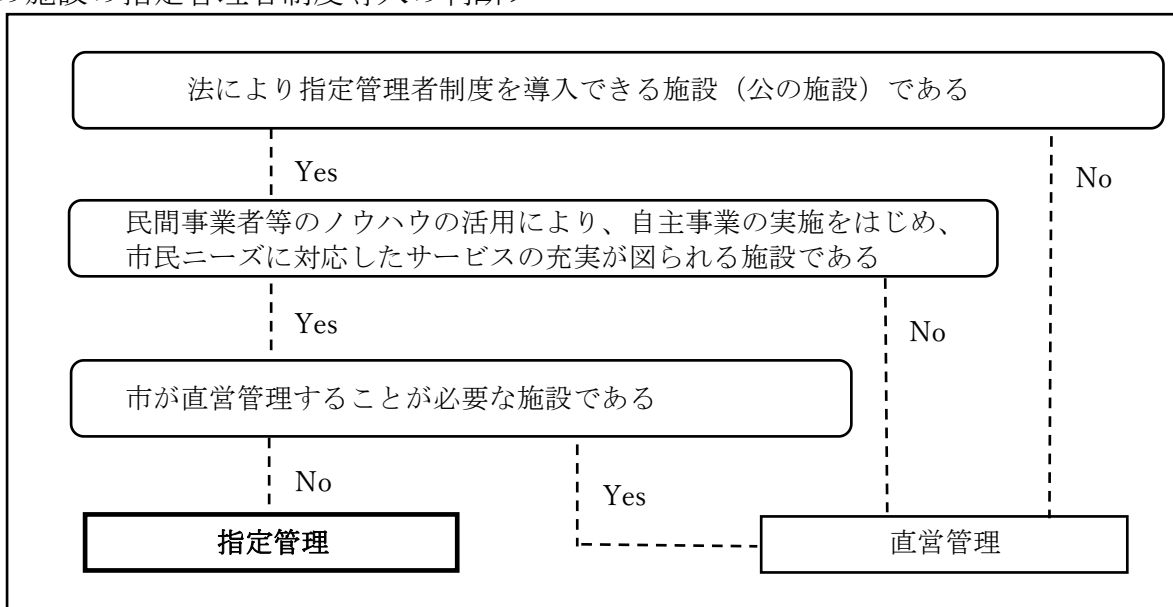 の施設の指定管理者制度導入の判断
法により指定管理者制度を導入できる施設（公の施設）である
Yes
No
民間事業者等のノウハウの活用により、自主事業の実施をはじめ、
市民ニーズに対応したサービスの充実が図られる施設である
Yes
No
市が直営管理することが必要な施設である
No
Yes
指定管理
直営管理